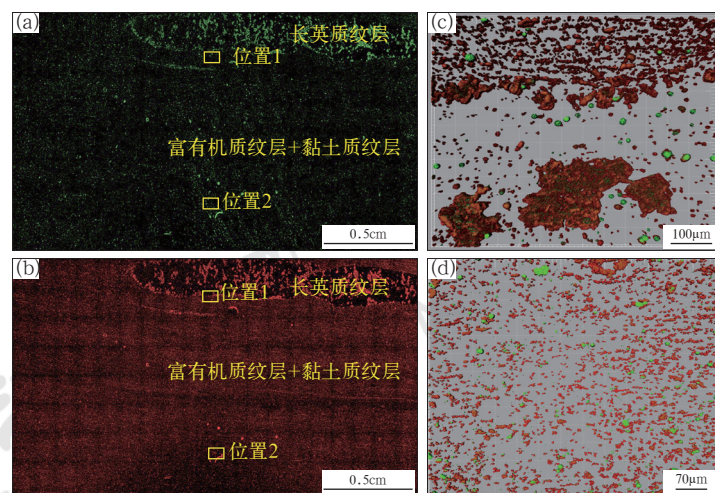 (a)
长英质纹层
位置1
富有机质纹层+黏土质纹层
位置2
0.5cm
(c)
100μm
(b)
长英质纹层
位置1
富有机质纹层+黏土质纹层
位置2
0.5cm
(d)
70μm